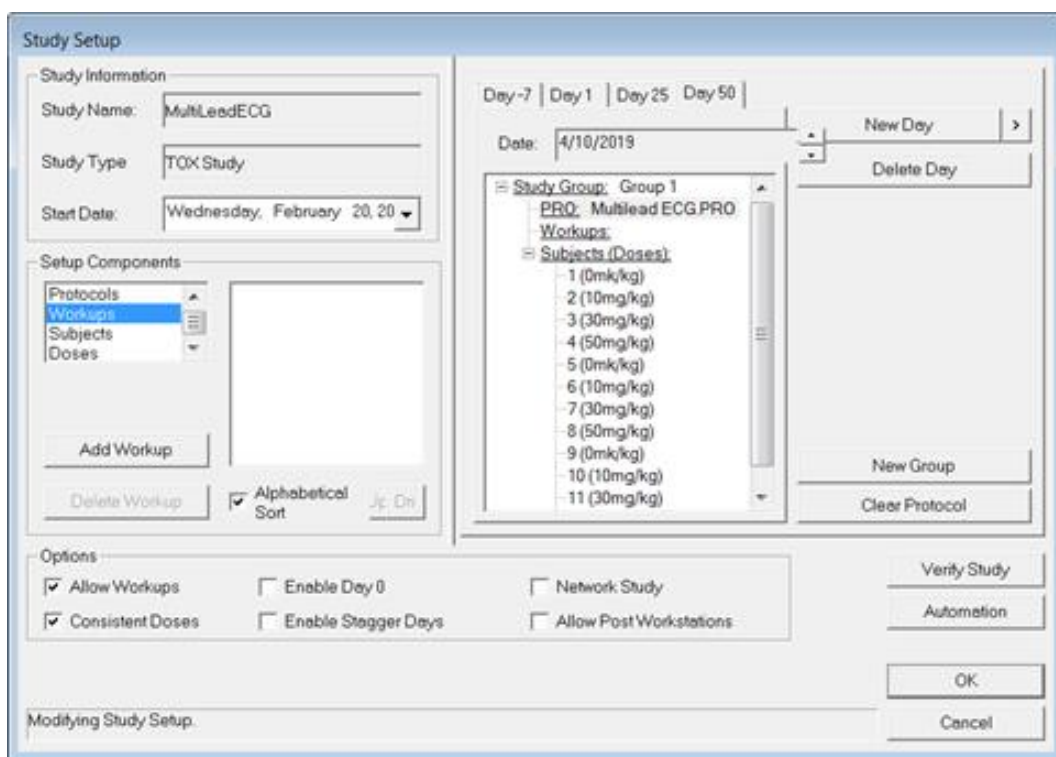 Study Setup
Study Information
Study Name: MultiLeadECG
Study Type TOX Study
Start Date: Wednesday, February 20, 20
Setup Components
Protocols
Workups
Subjects
Doses
Add Workup
Delete Workup
Alphabetical
Sort
Dn
Day -7 Day 1 Day 25 Day 50
Date: 4/10/2019
Study Group: Group 1
PRO: Multilead ECG.PRO
Workups:
Subjects (Doses):
1 (0mk/kg)
2 (10mg/kg)
3 (30mg/kg)
4 (50mg/kg)
5 (0mk/kg)
6 (10mg/kg)
7 (30mg/kg)
8 (50mg/kg)
9 (0mk/kg)
10 (10mg/kg)
11 (30mg/kg)
New Day >
Delete Day
New Group
Clear Protocol
Options
Allow Workups Enable Day 0 Network Study
Consistent Doses Enable Stagger Days Allow Post Workstations
Verify Study
Automation
OK
Cancel
Modifying Study Setup.